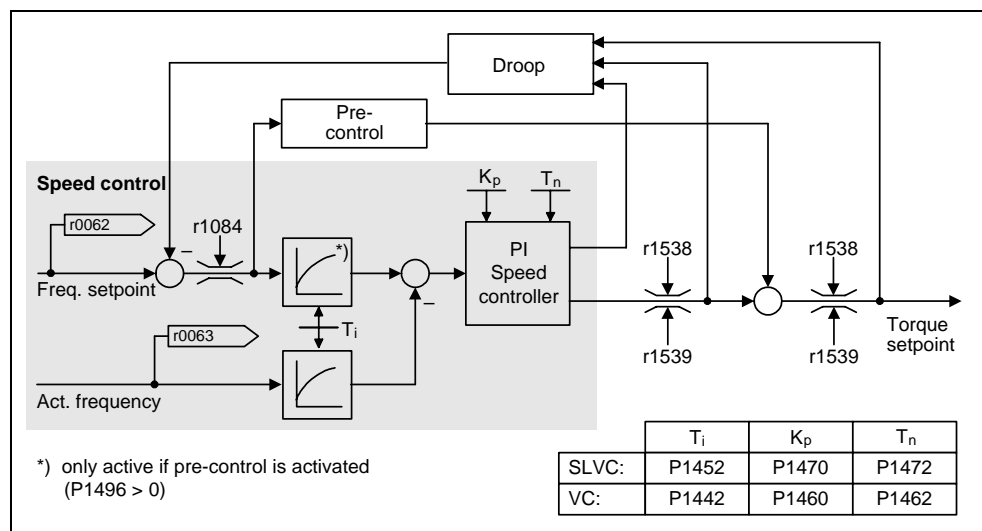 Droop
Pre-
control
Speed control
Kp
Tn
r0062
r1084
*)
PI
Speed
controller
r1538
r1538
Freq. setpoint
Ti
r0063
r1539
r1539
Torque
setpoint
Act. frequency
*) only active if pre-control is activated
(P1496 > 0)
Ti Kp Tn
SLVC: P1452 P1470 P1472
VC: P1442 P1460 P1462